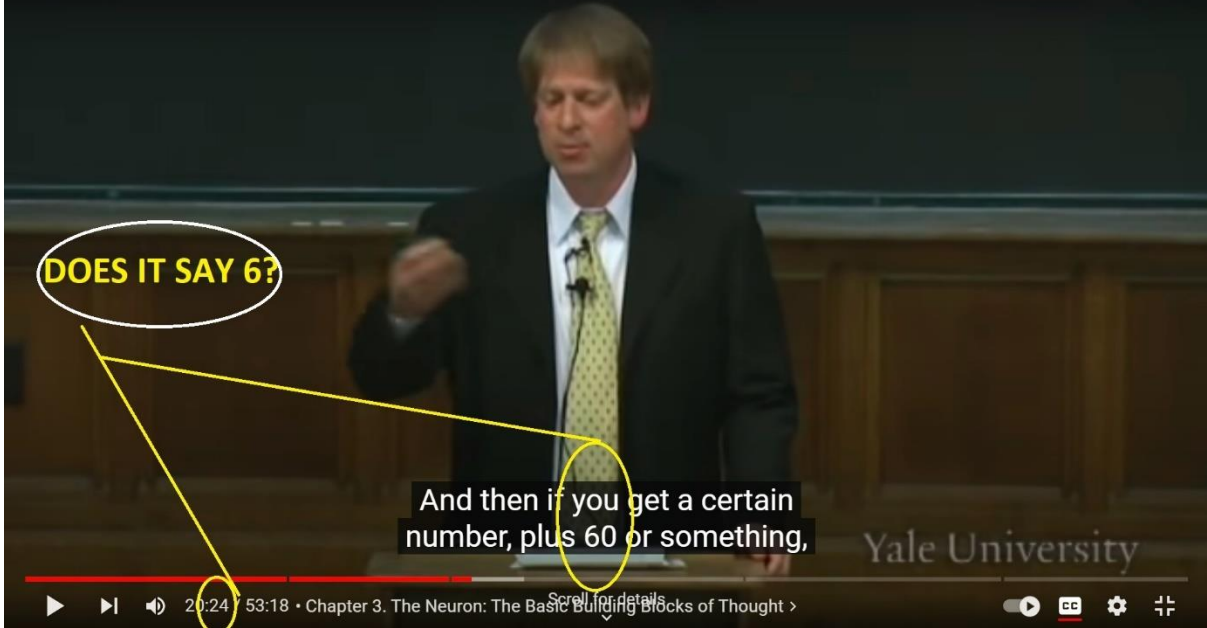 DOES IT SAY 6?
And then if you get a certain
number, plus 60 or something,
Yale University
Scroll for details
20:24 / 53:18 • Chapter 3. The Neuron: The Basic Building Blocks of Thought >
CC